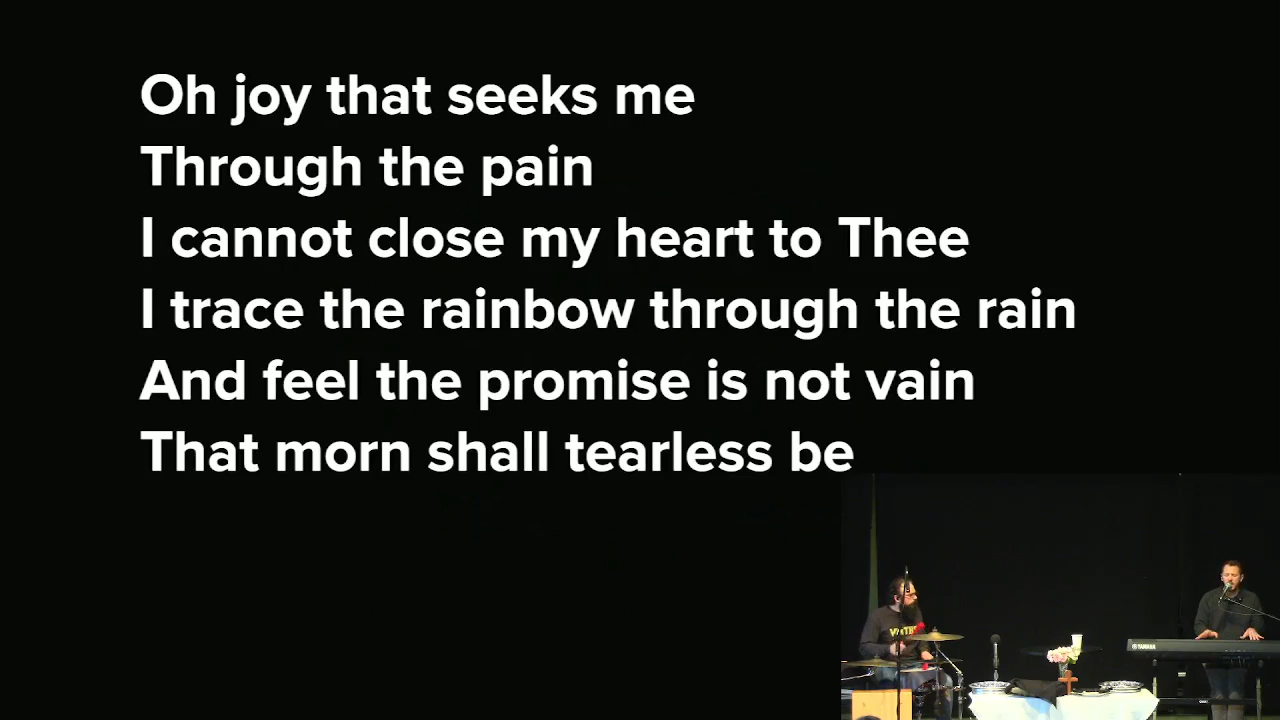 Oh joy that seeks me
Through the pain
I cannot close my heart to Thee
I trace the rainbow through the rain
And feel the promise is not vain
That morn shall tearless be
YAMAHA